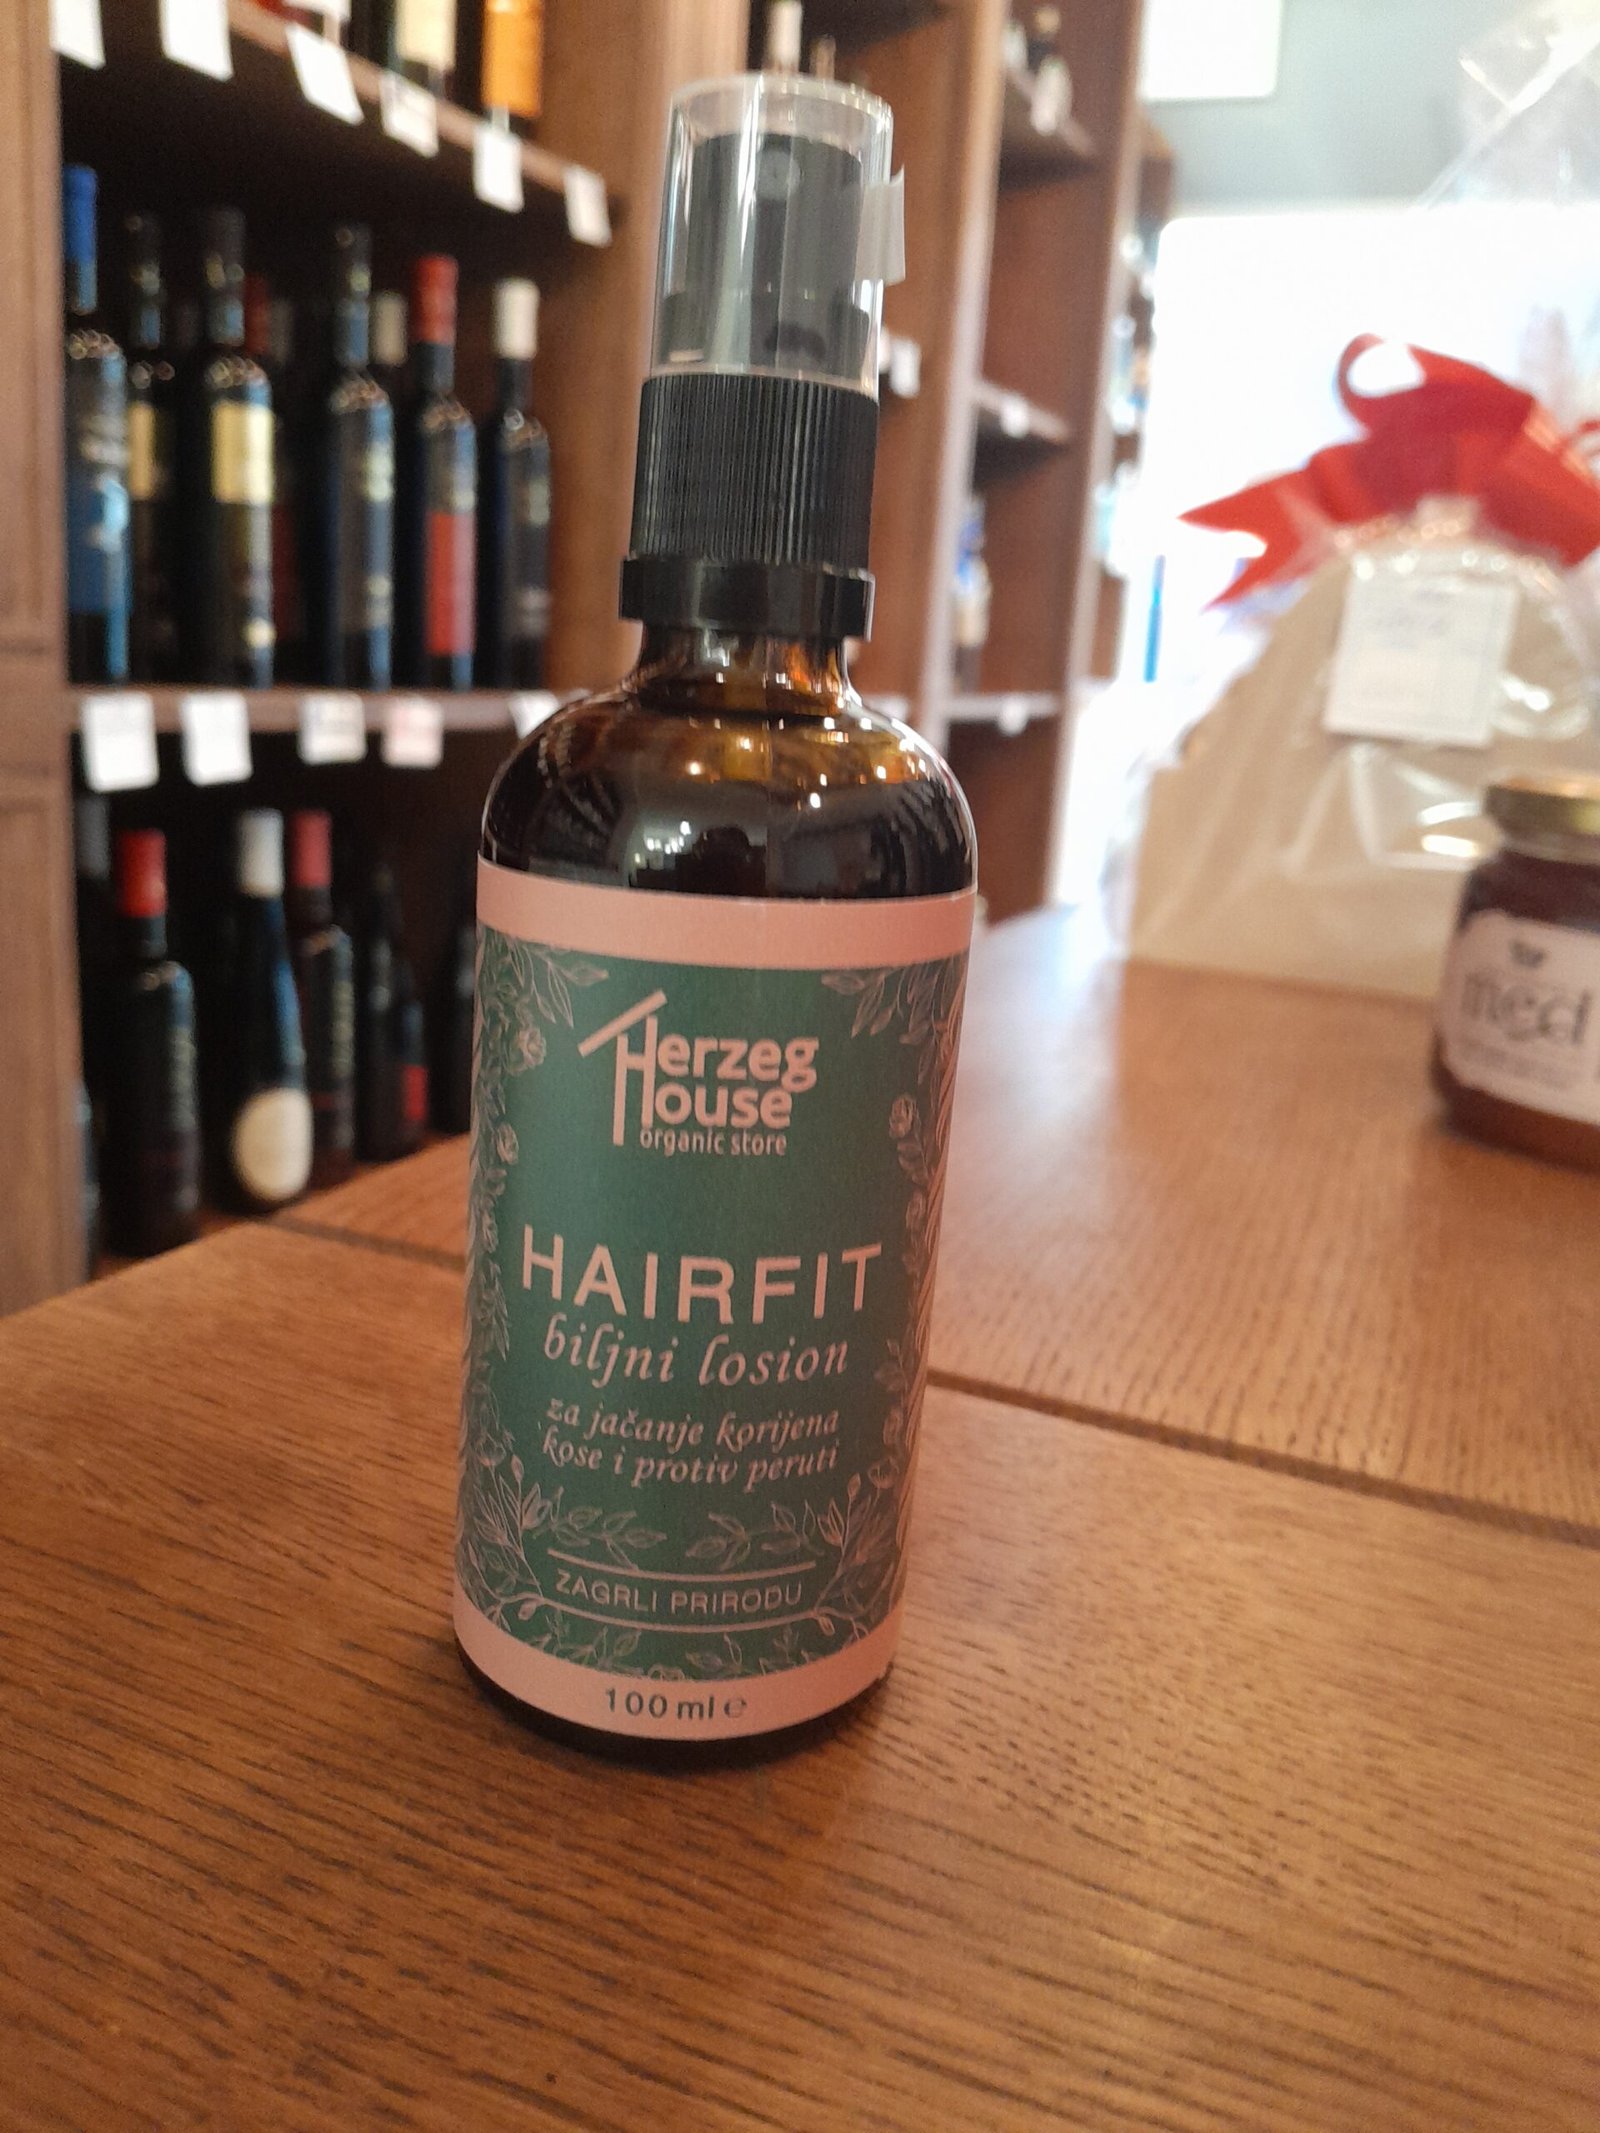 Herzeg
House
organic store
HAIRFIT
biljni losion
za jačanje korijena
kose i protiv peruti
ZAGRLI PRIRODU
100 ml ℮
med